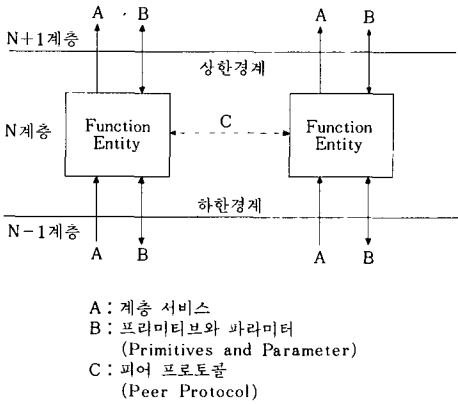 A B A B
N+1계층
상한경계
N계층
Function
Entity
C
Function
Entity
하한경계
N-1계층
A B A B
A : 계층 서비스
B : 프리미티브와 파라미터
(Primitives and Parameter)
C : 피어 프로토콜
(Peer Protocol)